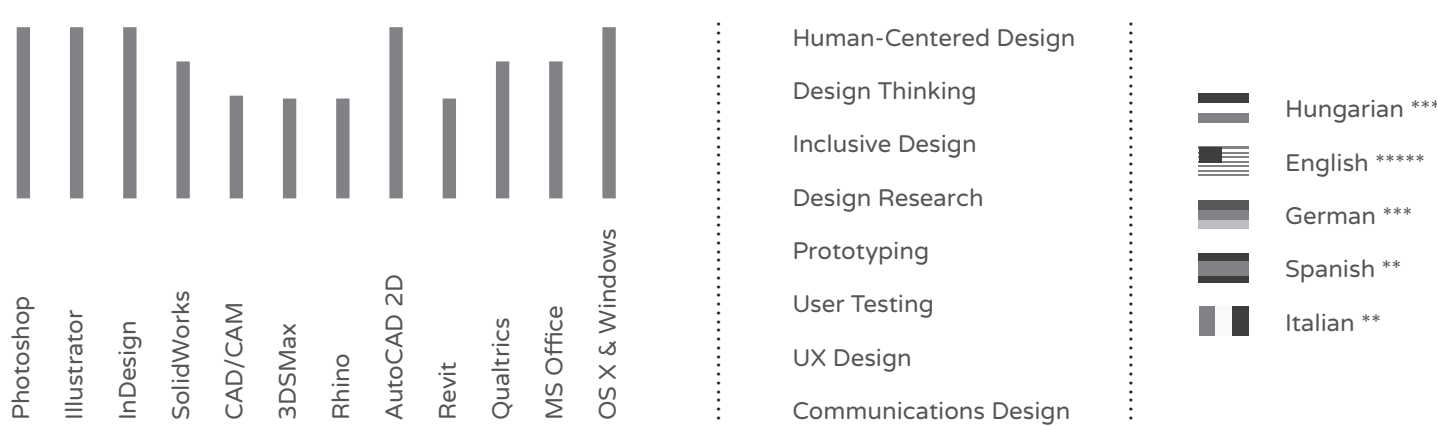 Photoshop
Illustrator
InDesign
SolidWorks
CAD/CAM
3DSMax
Rhino
AutoCAD 2D
Revit
Qualtrics
MS Office
OS X & Windows
Human-Centered Design
Design Thinking
Inclusive Design
Design Research
Prototyping
User Testing
UX Design
Communications Design
Hungarian ***
English *****
German ***
Spanish **
Italian **